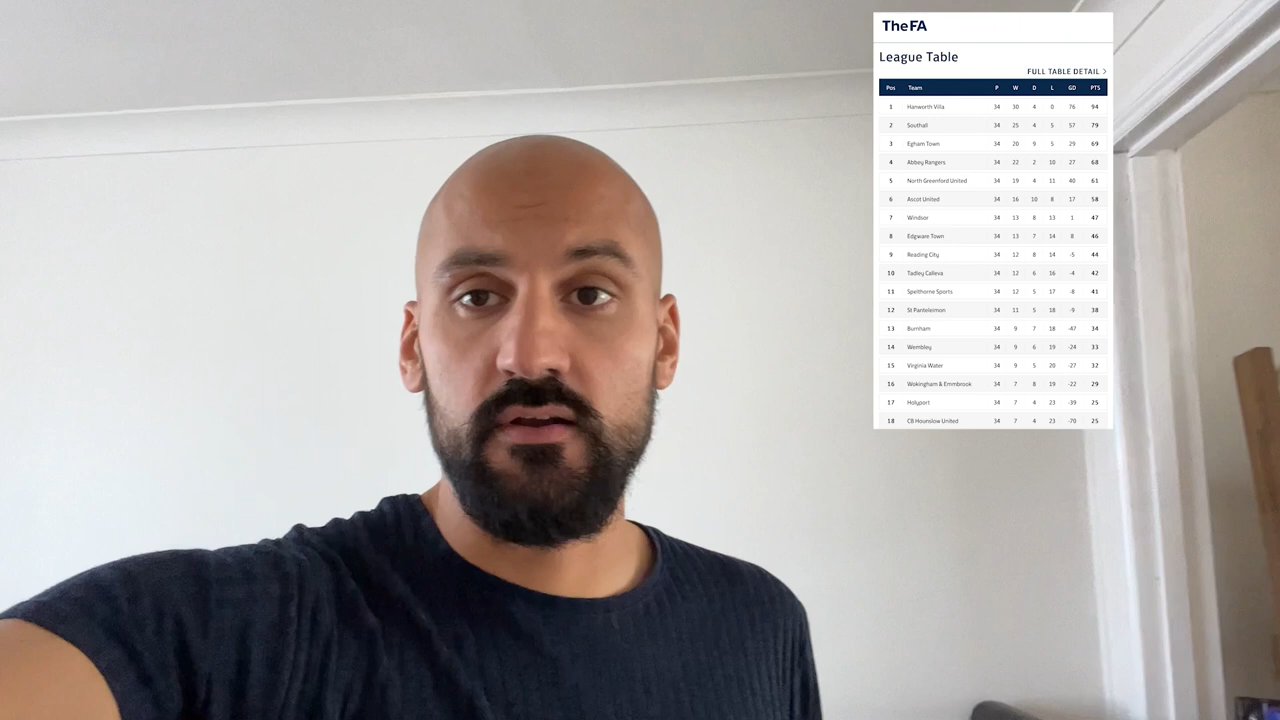 TheFA
League Table
FULL TABLE DETAIL >
Pos Team P W D L GD PTS
1 Hanworth Villa 34 30 4 0 76 94
2 Southall 34 25 4 5 57 79
3 Egham Town 34 20 9 5 29 69
4 Abbey Rangers 34 22 2 10 27 68
5 North Greenford United 34 19 4 11 40 61
6 Ascot United 34 16 10 8 17 58
7 Windsor 34 13 8 13 1 47
8 Edgware Town 34 13 7 14 8 46
9 Reading City 34 12 8 14 -5 44
10 Tadley Calleva 34 12 6 16 -4 42
11 Spelthorne Sports 34 12 5 17 -8 41
12 St Panteleimon 34 11 5 18 -9 38
13 Burnham 34 9 7 18 -47 34
14 Wembley 34 9 6 19 -24 33
15 Virginia Water 34 9 5 20 -27 32
16 Wokingham & Emmbrook 34 7 8 19 -22 29
17 Holyport 34 7 4 23 -39 25
18 CB Hounslow United 34 7 4 23 -70 25